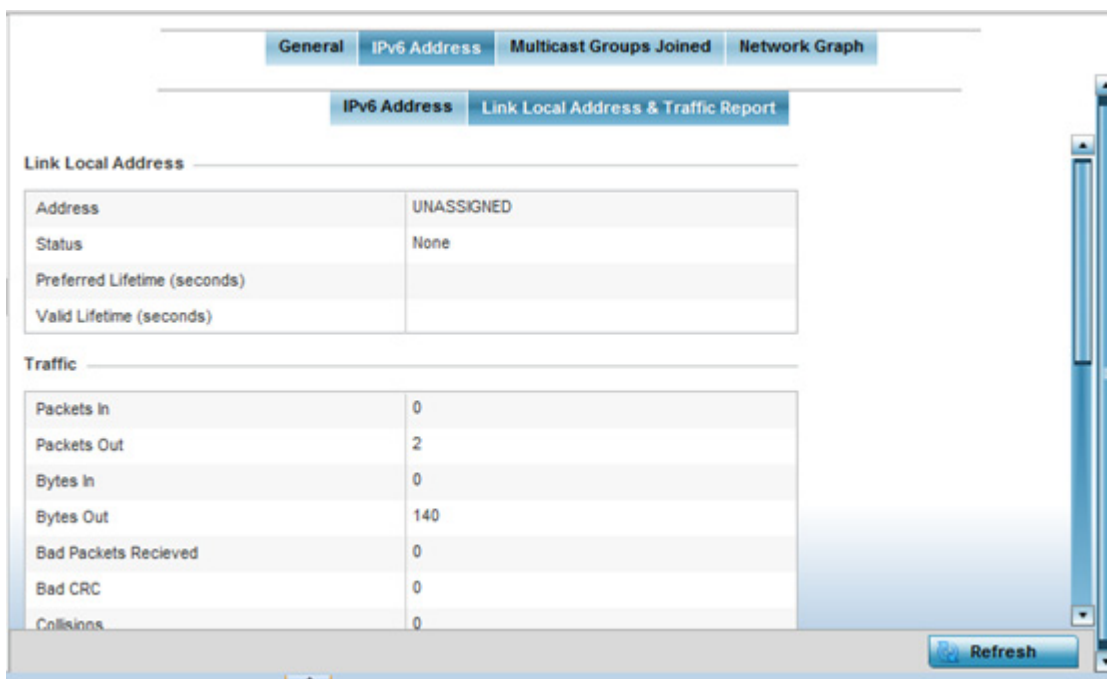 General IPv6 Address Multicast Groups Joined Network Graph
IPv6 Address Link Local Address & Traffic Report
Link Local Address
Address UNASSIGNED
Status None
Preferred Lifetime (seconds)
Valid Lifetime (seconds)
Traffic
Packets In 0
Packets Out 2
Bytes In 0
Bytes Out 140
Bad Packets Recieved 0
Bad CRC 0
Collisions 0
Refresh